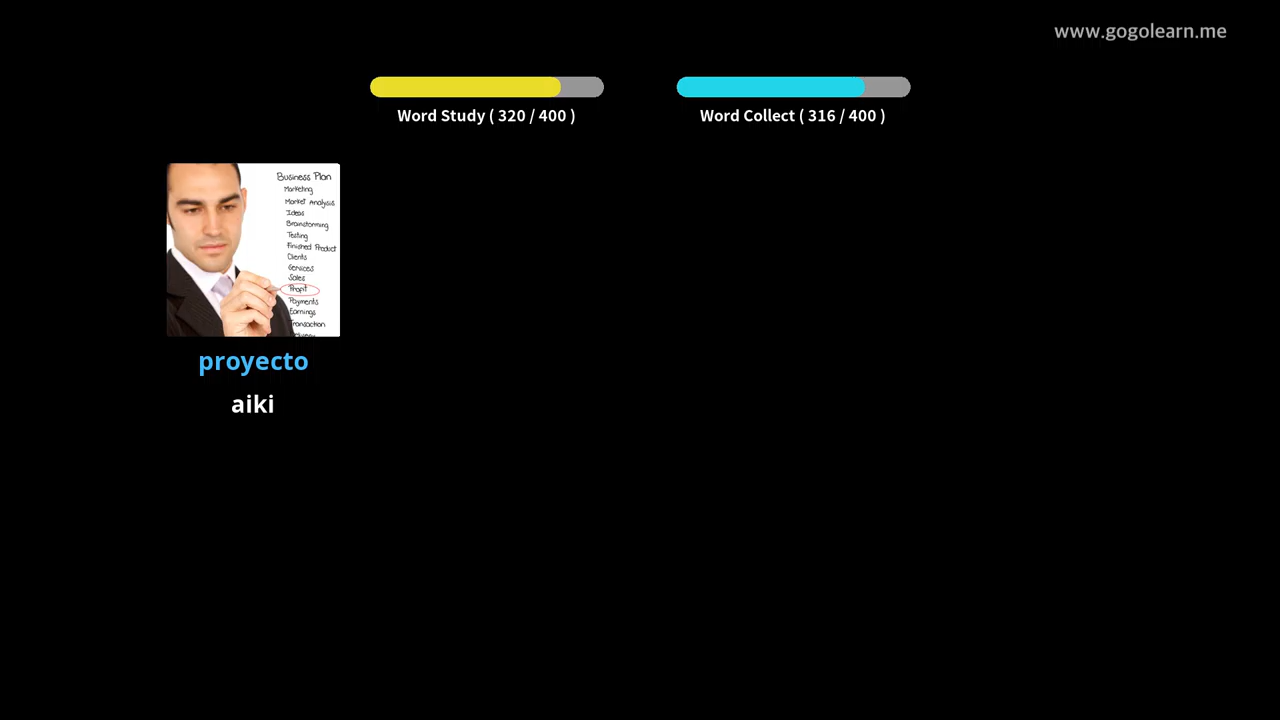 www.gogolearn.me
Word Study ( 320 / 400 )
Word Collect ( 316 / 400 )
Business Plan
Marketing
Market Analysis
Ideas
Brainstorming
Testing
Finished Product
Clients
Services
Sales
Profit
Payments
Earnings
Transaction
proyecto
aiki